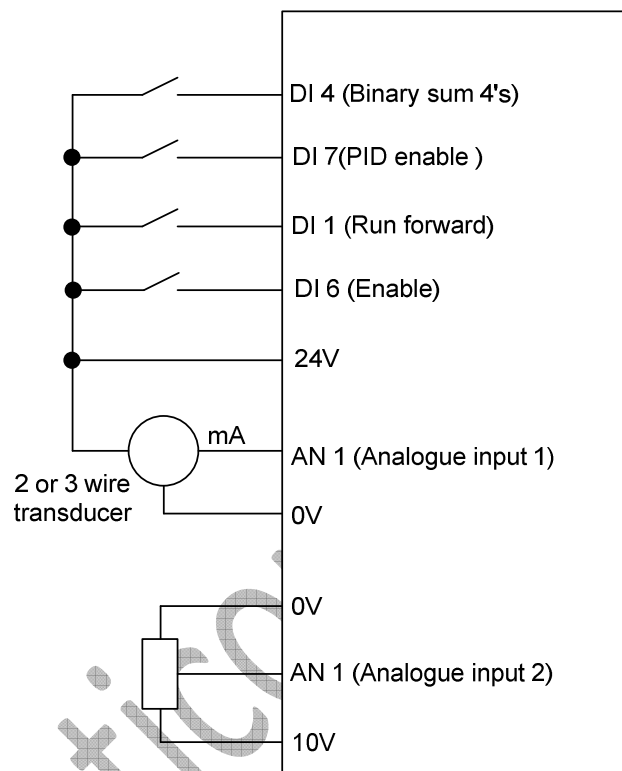 DI 4 (Binary sum 4's)
DI 7(PID enable )
DI 1 (Run forward)
DI 6 (Enable)
24V
mA
AN 1 (Analogue input 1)
2 or 3 wire
transducer
0V
0V
AN 1 (Analogue input 2)
10V